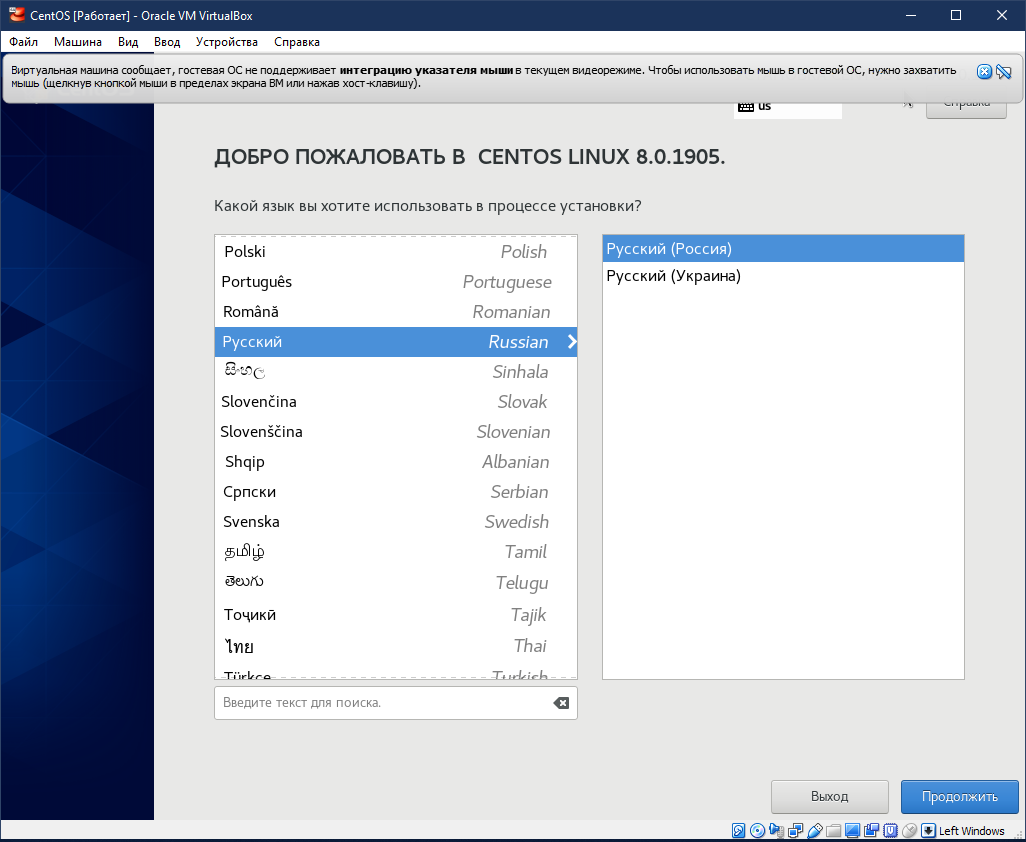 CentOS [Работает] - Oracle VM VirtualBox
Файл Машина Вид Ввод Устройства Справка
Виртуальная машина сообщает, гостевая ОС не поддерживает интеграцию указателя мыши в текущем видеорежиме. Чтобы использовать мышь в гостевой ОС, нужно захватить
мышь (щелкнув кнопкой мыши в пределах экрана ВМ или нажав хост-клавишу).
us Справка
ДОБРО ПОЖАЛОВАТЬ В CENTOS LINUX 8.0.1905.
Какой язык вы хотите использовать в процессе установки?
Polski Polish
Português Portuguese
Română Romanian
Русский Russian
සිංහල Sinhala
Slovenčina Slovak
Slovenščina Slovenian
Shqip Albanian
Српски Serbian
Svenska Swedish
தமிழ் Tamil
తెలుగు Telugu
Тоҷикӣ Tajik
ไทย Thai
Türkçe Turkish
Русский (Россия)
Русский (Украина)
Введите текст для поиска.
Выход Продолжить
Left Windows